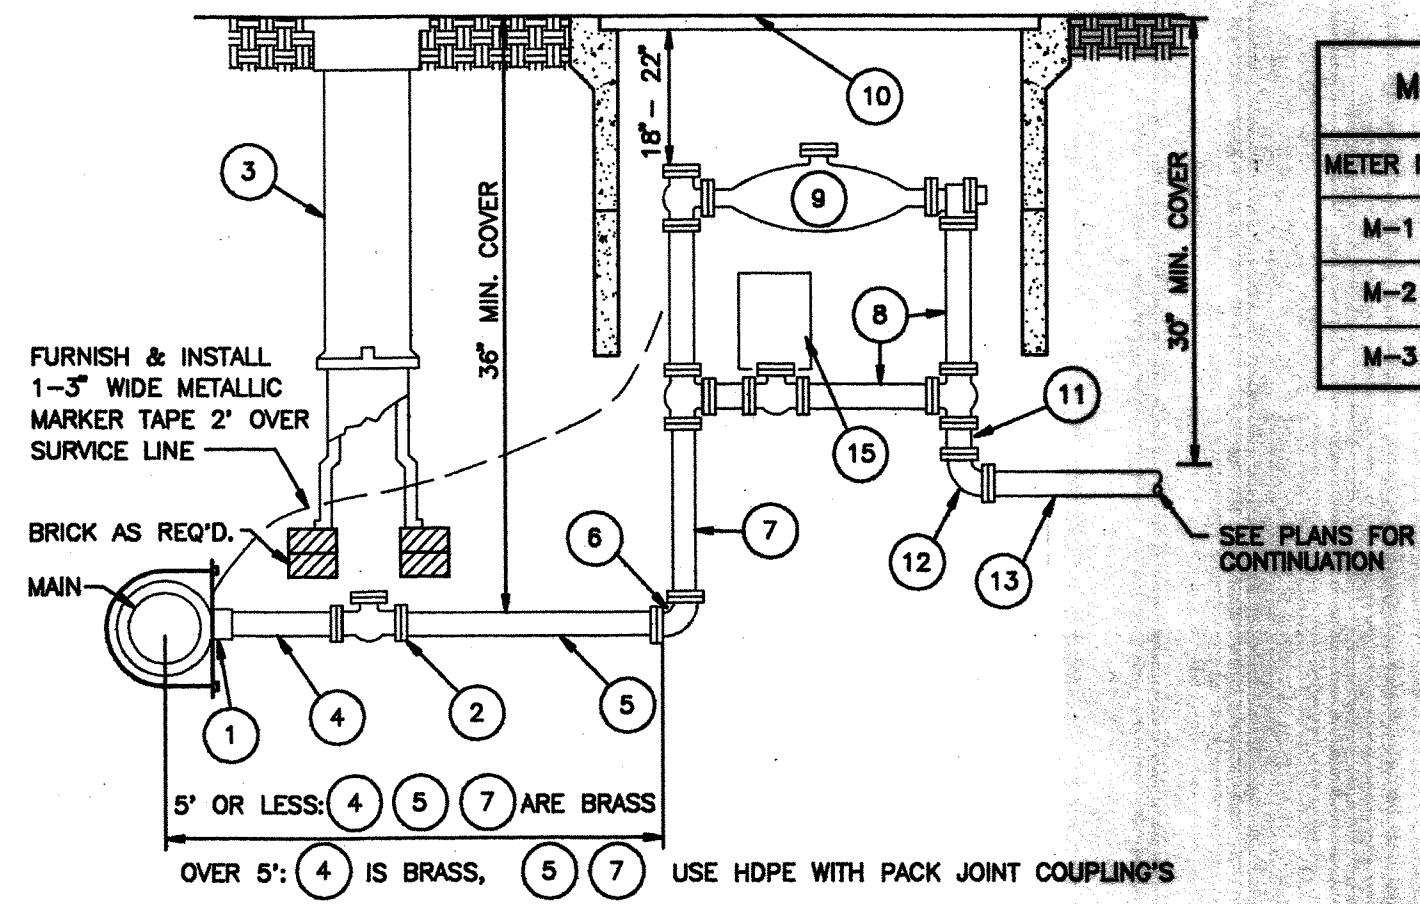 10
18"- 22"
3
9
36" MIN. COVER
30" MIN. COVER
M
METER
M-1
M-2
M-3
8
FURNISH & INSTALL
1-3" WIDE METALLIC
MARKER TAPE 2' OVER
SURVICE LINE
11
15
BRICK AS REQ'D.
6
7
SEE PLANS FOR
CONTINUATION
12
13
MAIN
1
4
2
5
5' OR LESS: 4 5 7 ARE BRASS
OVER 5': 4 IS BRASS, 5 7 USE HDPE WITH PACK JOINT COUPLING'S